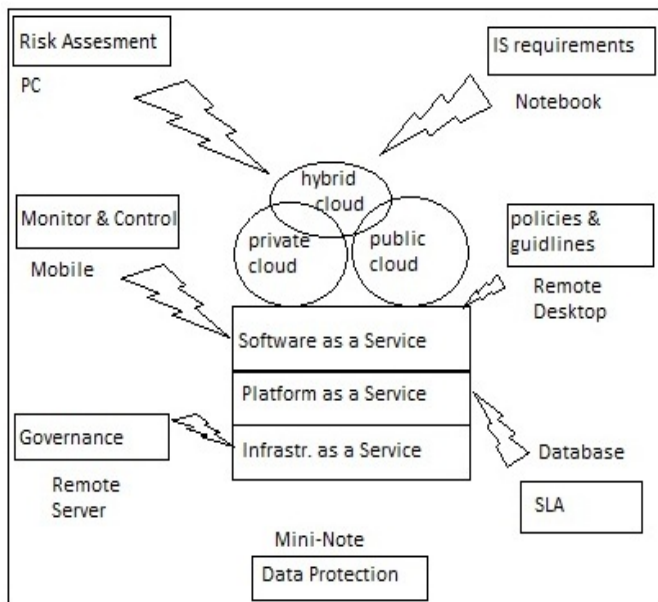 Risk Assesment
PC
IS requirements
Notebook
hybrid
cloud
private
cloud
public
cloud
Monitor & Control
Mobile
policies &
guidlines
Remote
Desktop
Software as a Service
Platform as a Service
Infrastr. as a Service
Governance
Remote
Server
Database
SLA
Mini-Note
Data Protection